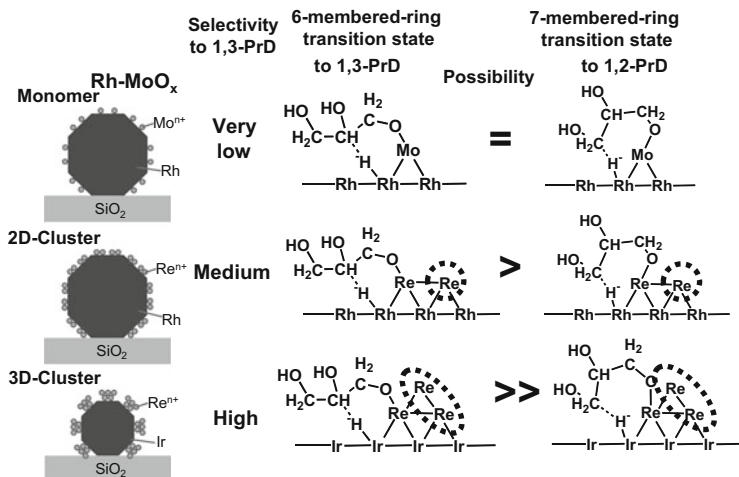 Selectivity to 1,3-PrD
6-membered-ring transition state to 1,3-PrD
Possibility
7-membered-ring transition state to 1,2-PrD
Rh-MoOx
Monomer
Moⁿ⁺
Rh
SiO₂
Very low
HO
HO
H₂
C
H₂C
CH
O
H⁻
Mo
Rh
Rh
Rh
=
HO
CH
CH₂
HO
H₂C
O
Mo
H⁻
Rh
Rh
Rh
2D-Cluster
Reⁿ⁺
Rh
SiO₂
Medium
HO
HO
H₂
C
H₂C
CH
O
H⁻
Re
Re
Rh
Rh
Rh
Rh
>
HO
CH
CH₂
HO
H₂C
O
H⁻
Re
Re
Rh
Rh
Rh
Rh
3D-Cluster
Reⁿ⁺
Ir
SiO₂
High
HO
HO
H₂
C
H₂C
CH
O
H⁻
Re
Re
Re
Ir
Ir
Ir
Ir
>>
HO
H₂
C
CH
O
HO
H₂C
H⁻
Re
Re
Re
Ir
Ir
Ir
Ir